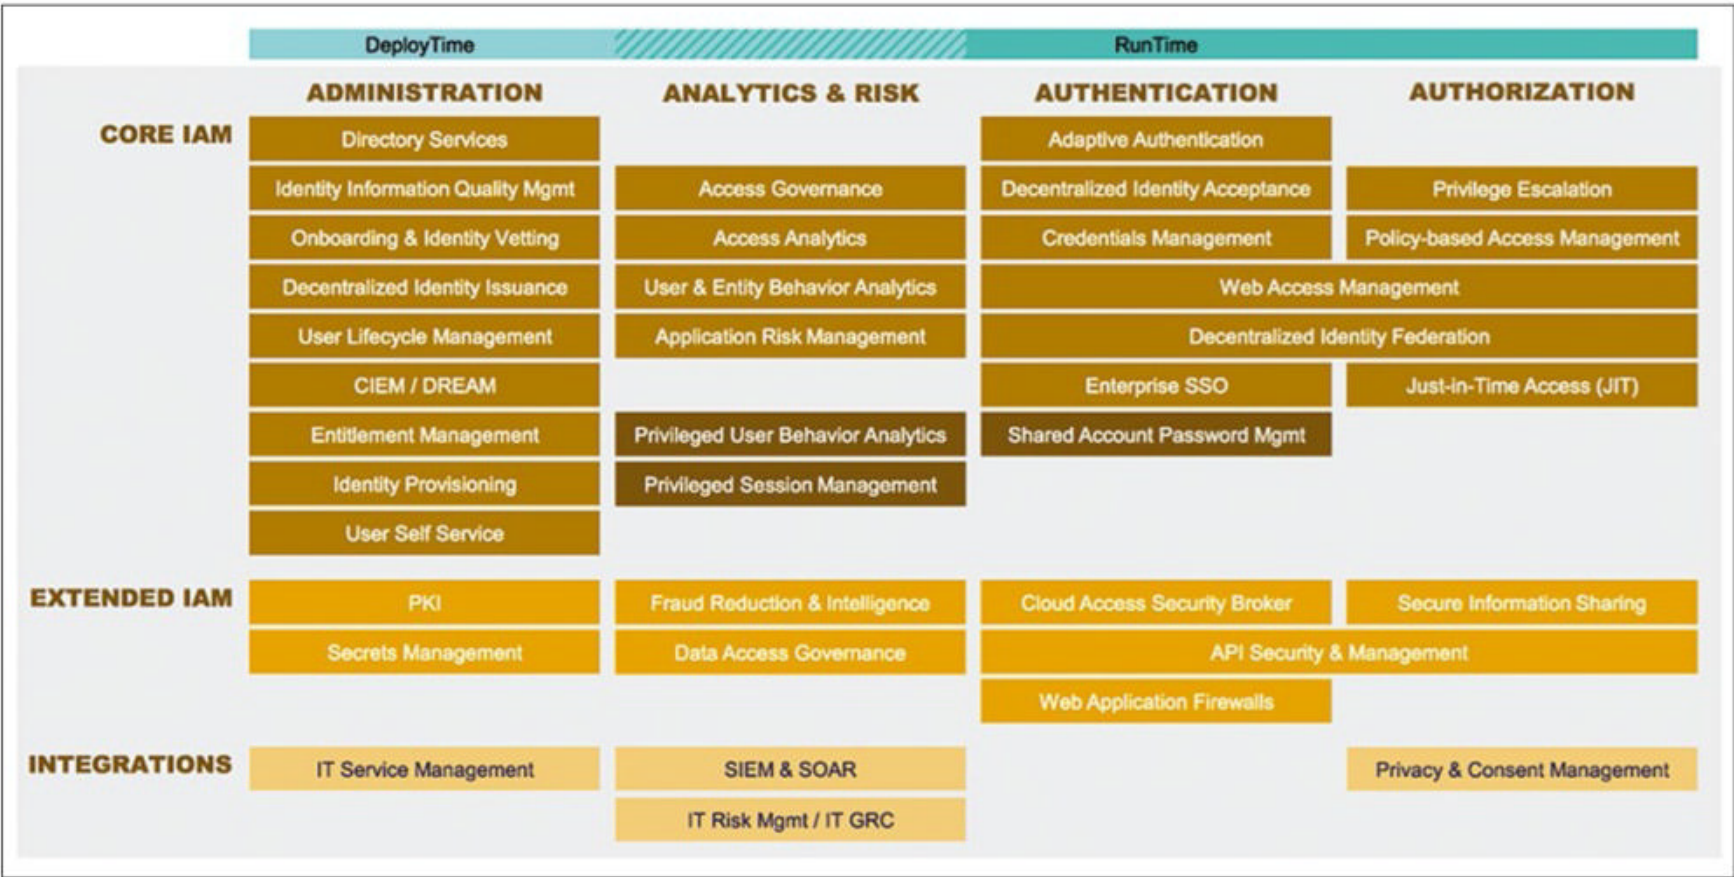 DeployTime
RunTime
ADMINISTRATION
ANALYTICS & RISK
AUTHENTICATION
AUTHORIZATION
CORE IAM
Directory Services
Adaptive Authentication
Identity Information Quality Mgmt
Access Governance
Decentralized Identity Acceptance
Privilege Escalation
Onboarding & Identity Vetting
Access Analytics
Credentials Management
Policy-based Access Management
Decentralized Identity Issuance
User & Entity Behavior Analytics
Web Access Management
User Lifecycle Management
Application Risk Management
Decentralized Identity Federation
CIEM / DREAM
Enterprise SSO
Just-in-Time Access (JIT)
Entitlement Management
Privileged User Behavior Analytics
Shared Account Password Mgmt
Identity Provisioning
Privileged Session Management
User Self Service
EXTENDED IAM
PKI
Fraud Reduction & Intelligence
Cloud Access Security Broker
Secure Information Sharing
Secrets Management
Data Access Governance
API Security & Management
Web Application Firewalls
INTEGRATIONS
IT Service Management
SIEM & SOAR
Privacy & Consent Management
IT Risk Mgmt / IT GRC